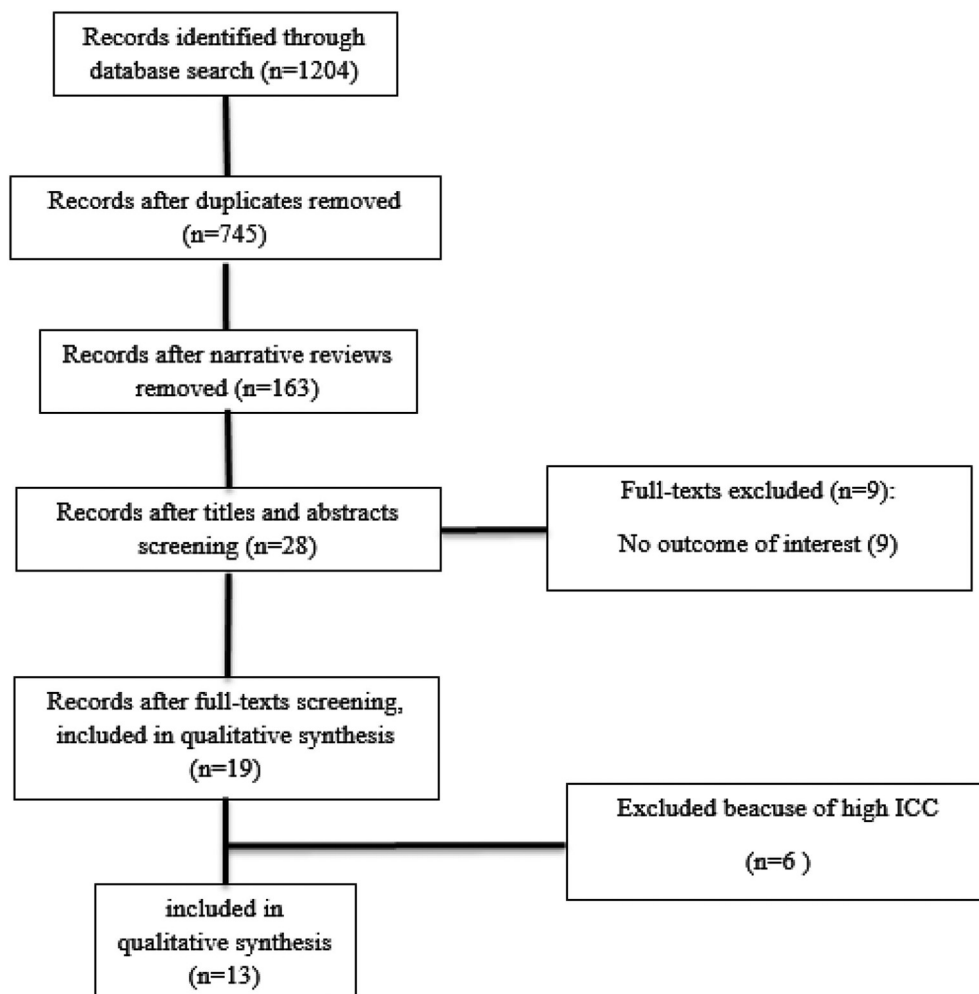 Records identified through
database search (n=1204)
Records after duplicates removed
(n=745)
Records after narrative reviews
removed (n=163)
Records after titles and abstracts
screening (n=28)
Full-texts excluded (n=9):
No outcome of interest (9)
Records after full-texts screening,
included in qualitative synthesis
(n=19)
Excluded beacuse of high ICC
(n=6 )
included in
qualitative synthesis
(n=13)